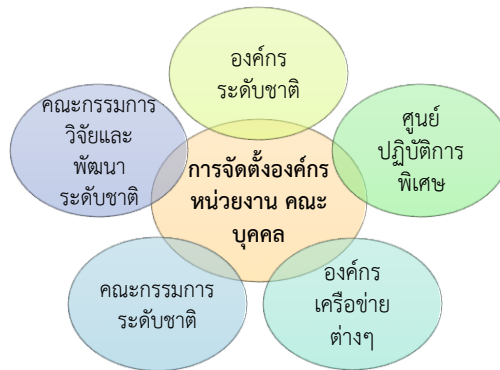 องค์กร
ระดับชาติ
ศูนย์
ปฏิบัติการ
พิเศษ
องค์กร
เครือข่าย
ต่างๆ
คณะกรรมการ
ระดับชาติ
คณะกรรมการ
วิจัยและ
พัฒนา
ระดับชาติ
การจัดตั้งองค์กร
หน่วยงาน คณะ
บุคคล